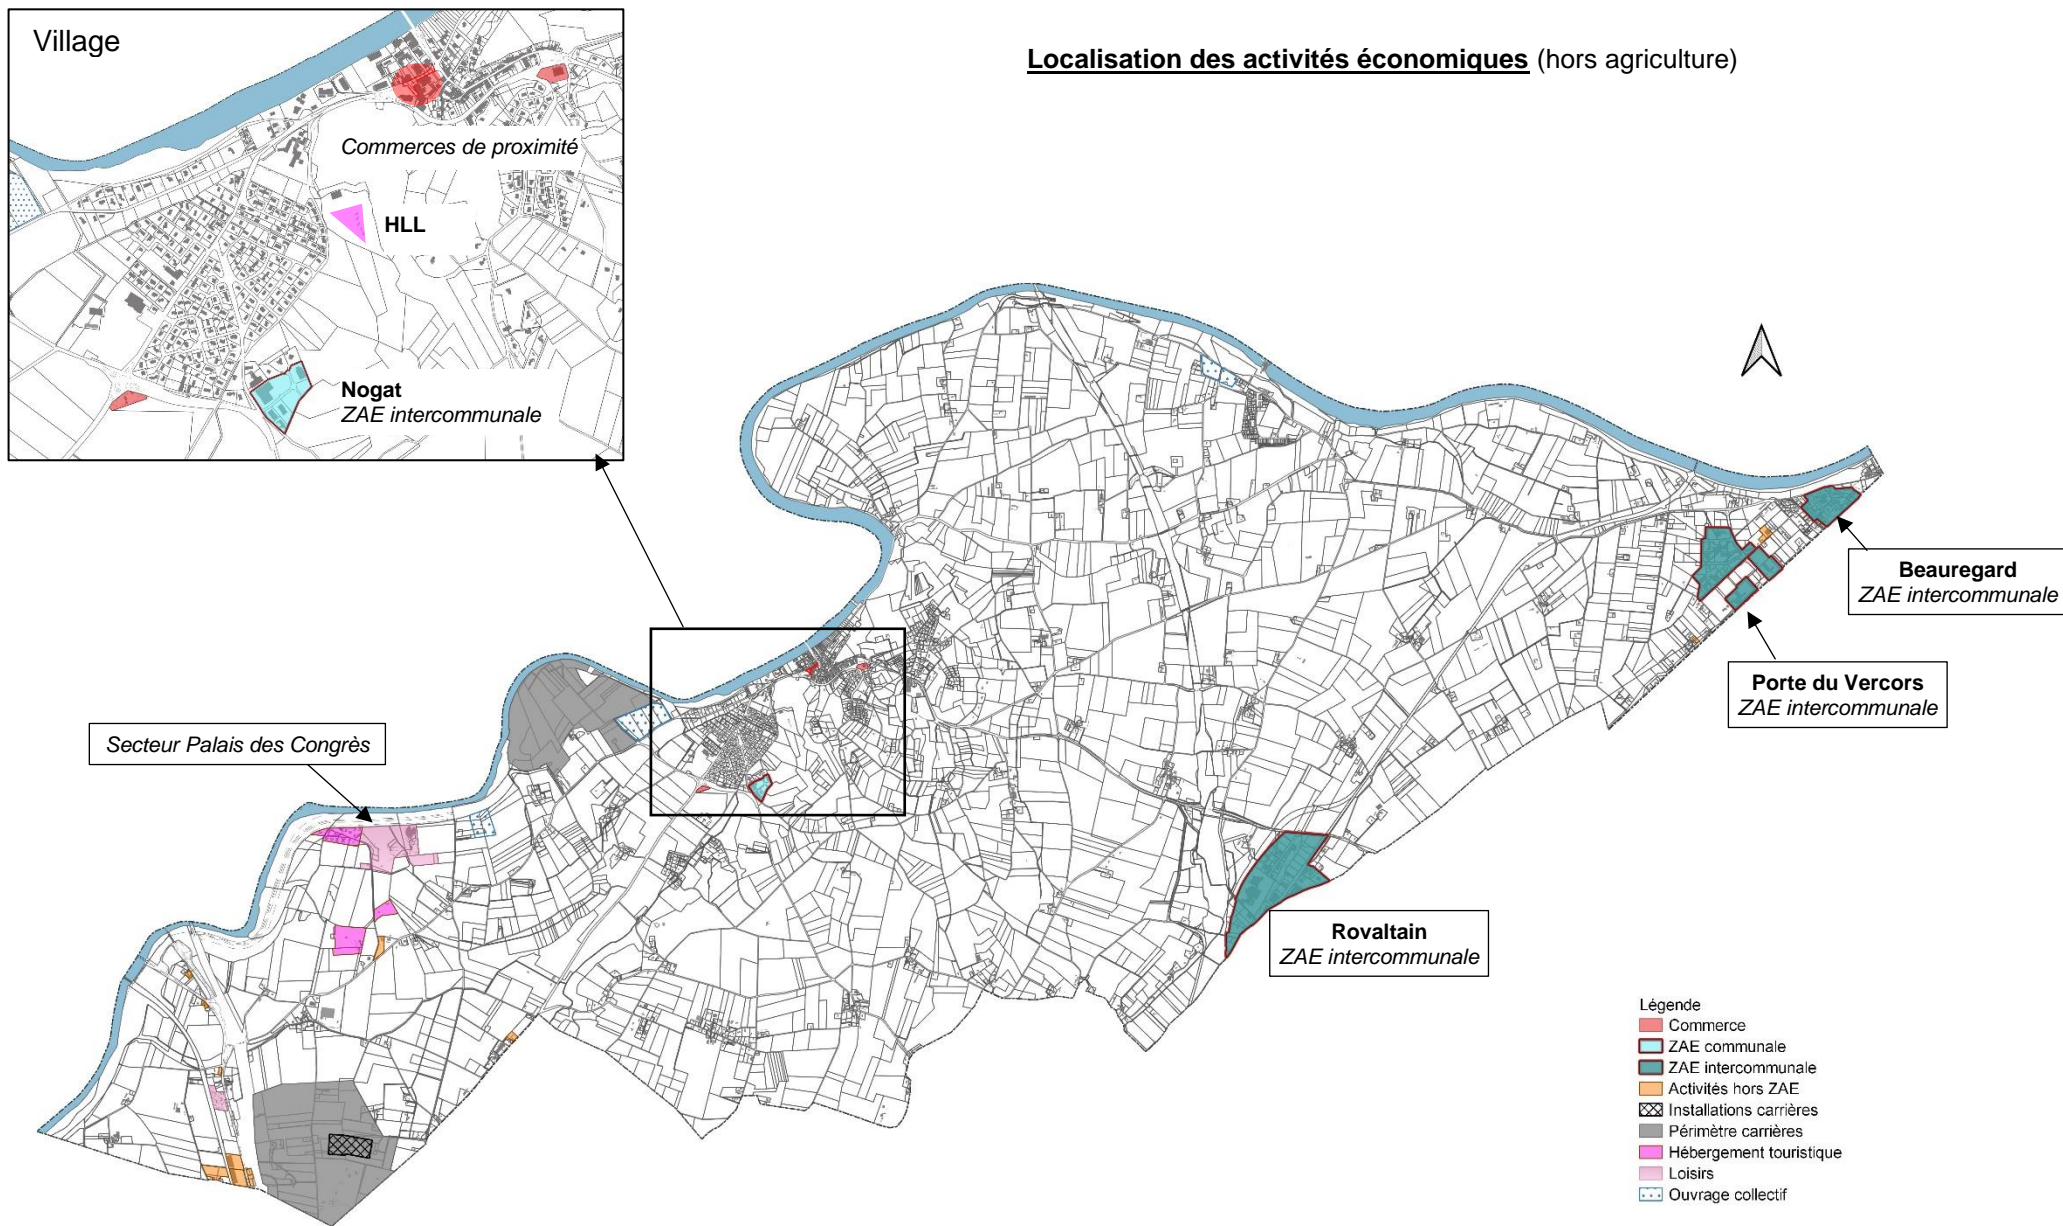 Village
Localisation des activités économiques (hors agriculture)
Commerces de proximité
HLL
Nogat
ZAE intercommunale
Beauregard
ZAE intercommunale
Porte du Vercors
ZAE intercommunale
Secteur Palais des Congrès
Rovaltain
ZAE intercommunale
Légende
Commerce
ZAE communale
ZAE intercommunale
Activités hors ZAE
Installations carrières
Périmètre carrières
Hébergement touristique
Loisirs
Ouvrage collectif